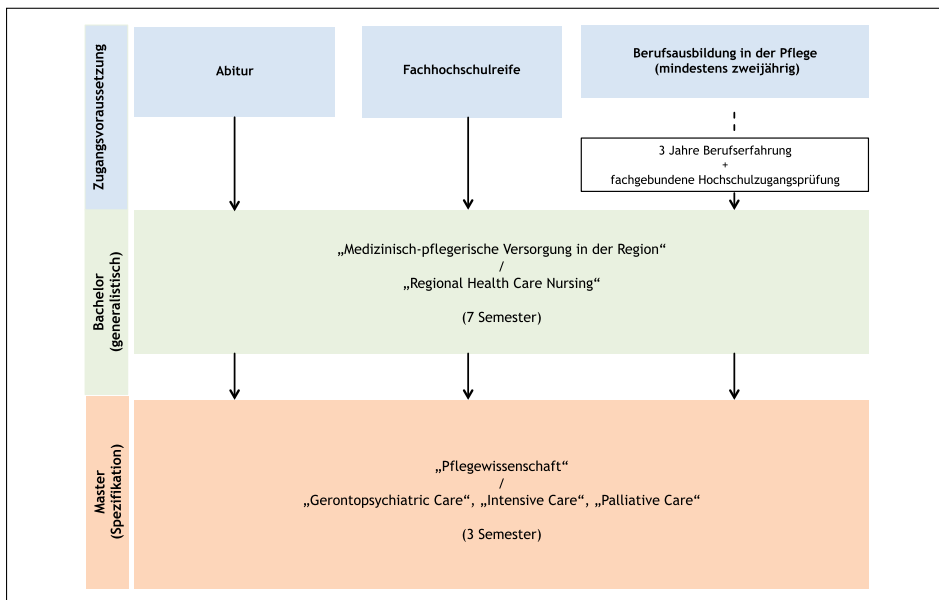 Zugangsvoraussetzung
Abitur
Fachhochschulreife
Berufsausbildung in der Pflege
(mindestens zweijährig)
3 Jahre Berufserfahrung
+
fachgebundene Hochschulzugangsprüfung
Bachelor
(generalistisch)
„Medizinisch-pflegerische Versorgung in der Region“
/
„Regional Health Care Nursing“
(7 Semester)
Master
(Spezifikation)
„Pflegewissenschaft“
/
„Gerontopsychiatric Care“, „Intensive Care“, „Palliative Care“
(3 Semester)